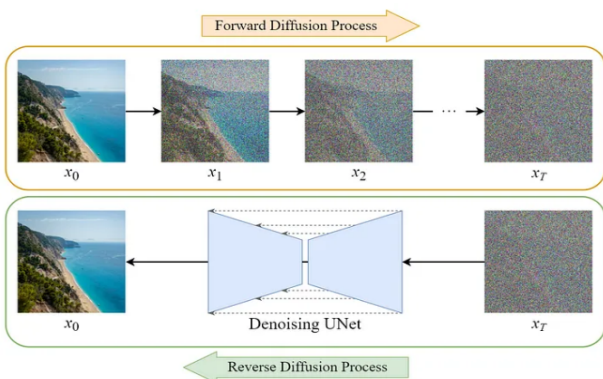 Forward Diffusion Process
...
x0 x1 x2 xT
Denoising UNet
x0 xT
Reverse Diffusion Process